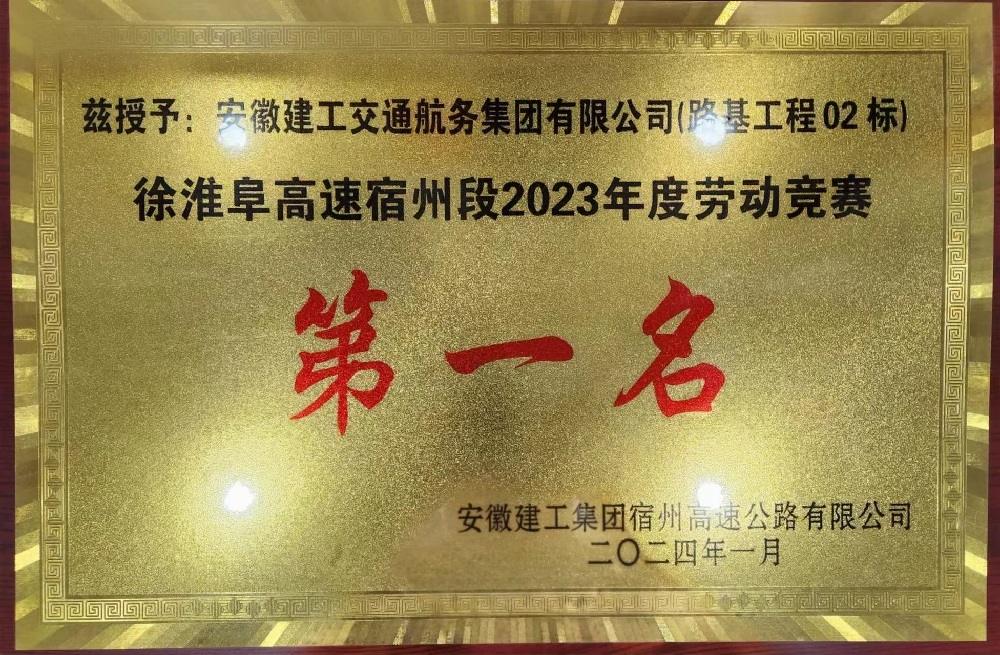 兹授予：安徽建工交通航务集团有限公司(路基工程02标)
徐淮阜高速宿州段2023年度劳动竞赛
第一名
安徽建工集团宿州高速公路有限公司
二〇二四年一月